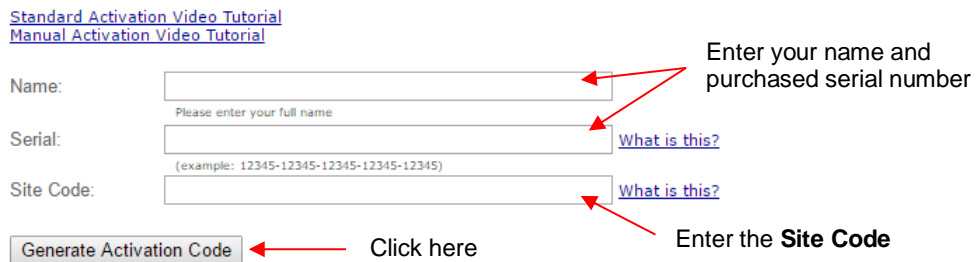 Standard Activation Video Tutorial
Manual Activation Video Tutorial
Enter your name and
purchased serial number
Name:
Please enter your full name
Serial:
What is this?
(example: 12345-12345-12345-12345-12345)
Site Code:
What is this?
Generate Activation Code
Click here
Enter the Site Code